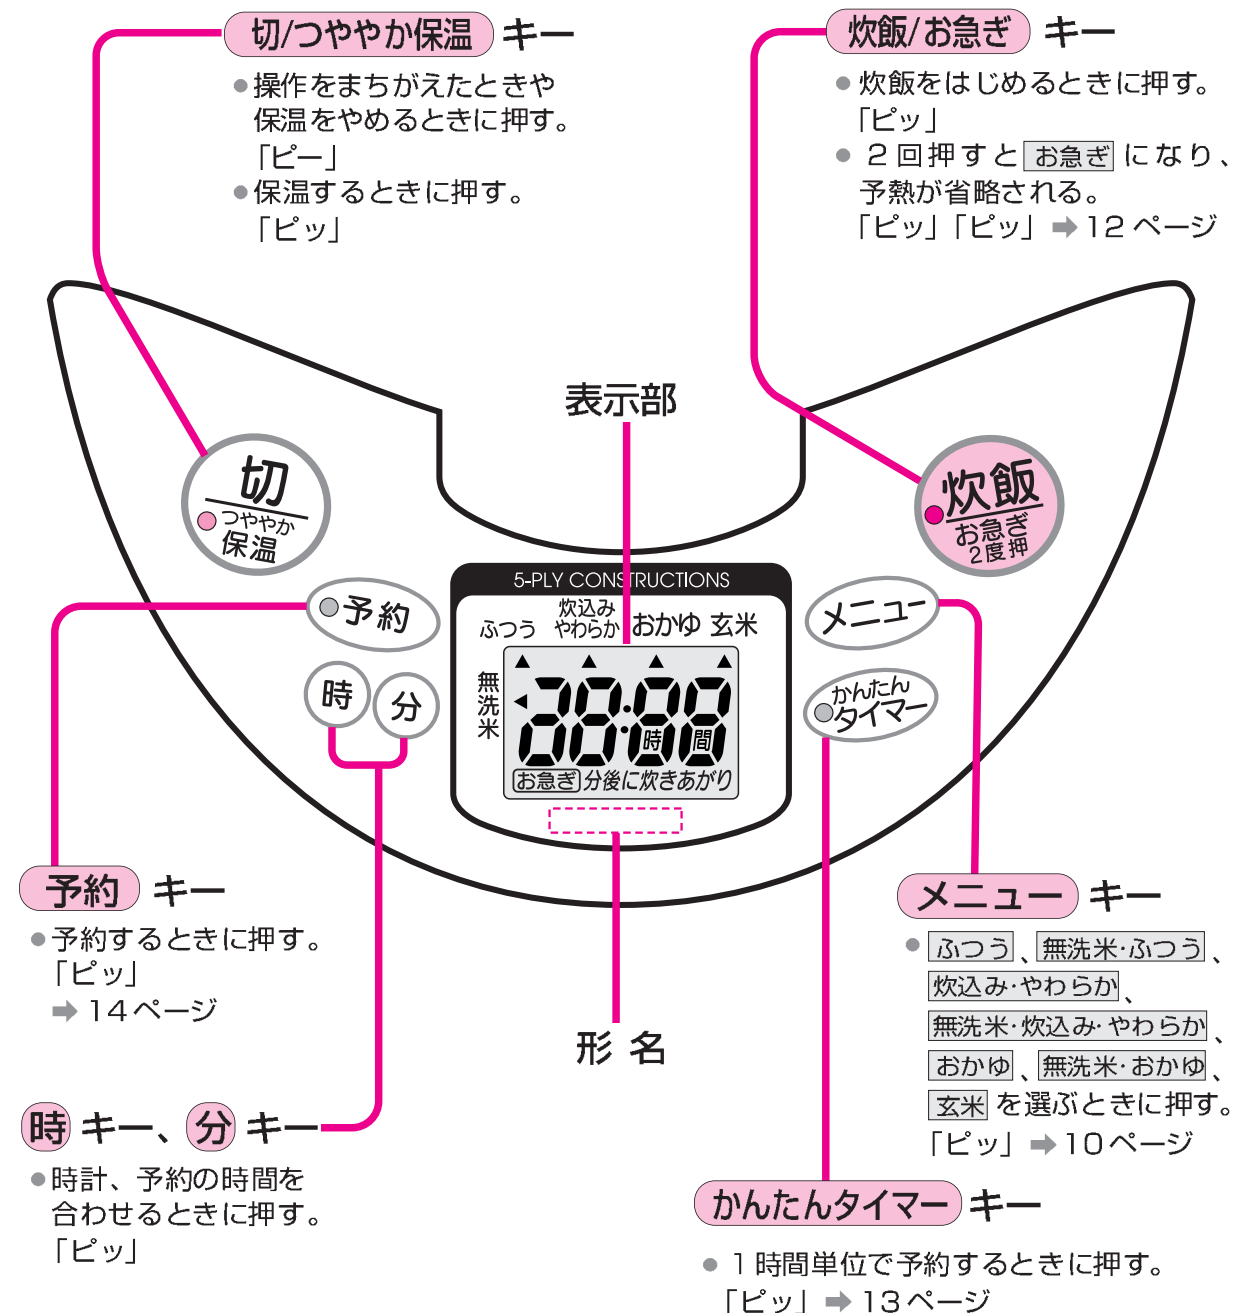 切/つややか保温 キー
●操作をまちがえたときや
保温をやめるときに押す。
「ピー」
●保温するときに押す。
「ピッ」
炊飯/お急ぎ キー
●炊飯をはじめるときに押す。
「ピッ」
●2回押すと お急ぎ になり、
予熱が省略される。
「ピッ」「ピッ」➡12ページ
表示部
切
つややか
保温
炊飯
お急ぎ
2度押
予約
時
分
5-PLY CONSTRUCTIONS
ふつう
炊込み
やわらか
おかゆ
玄米
無洗米
38:88
時
間
お急ぎ 分後に炊きあがり
メニュー
かんたん
タイマー
予約 キー
●予約するときに押す。
「ピッ」
➡14ページ
形名
時 キー、分 キー
●時計、予約の時間を
合わせるときに押す。
「ピッ」
メニュー キー
●ふつう、無洗米・ふつう、
炊込み・やわらか、
無洗米・炊込み・やわらか、
おかゆ、無洗米・おかゆ、
玄米 を選ぶときに押す。
「ピッ」➡10ページ
かんたんタイマー キー
●1時間単位で予約するときに押す。
「ピッ」➡13ページ